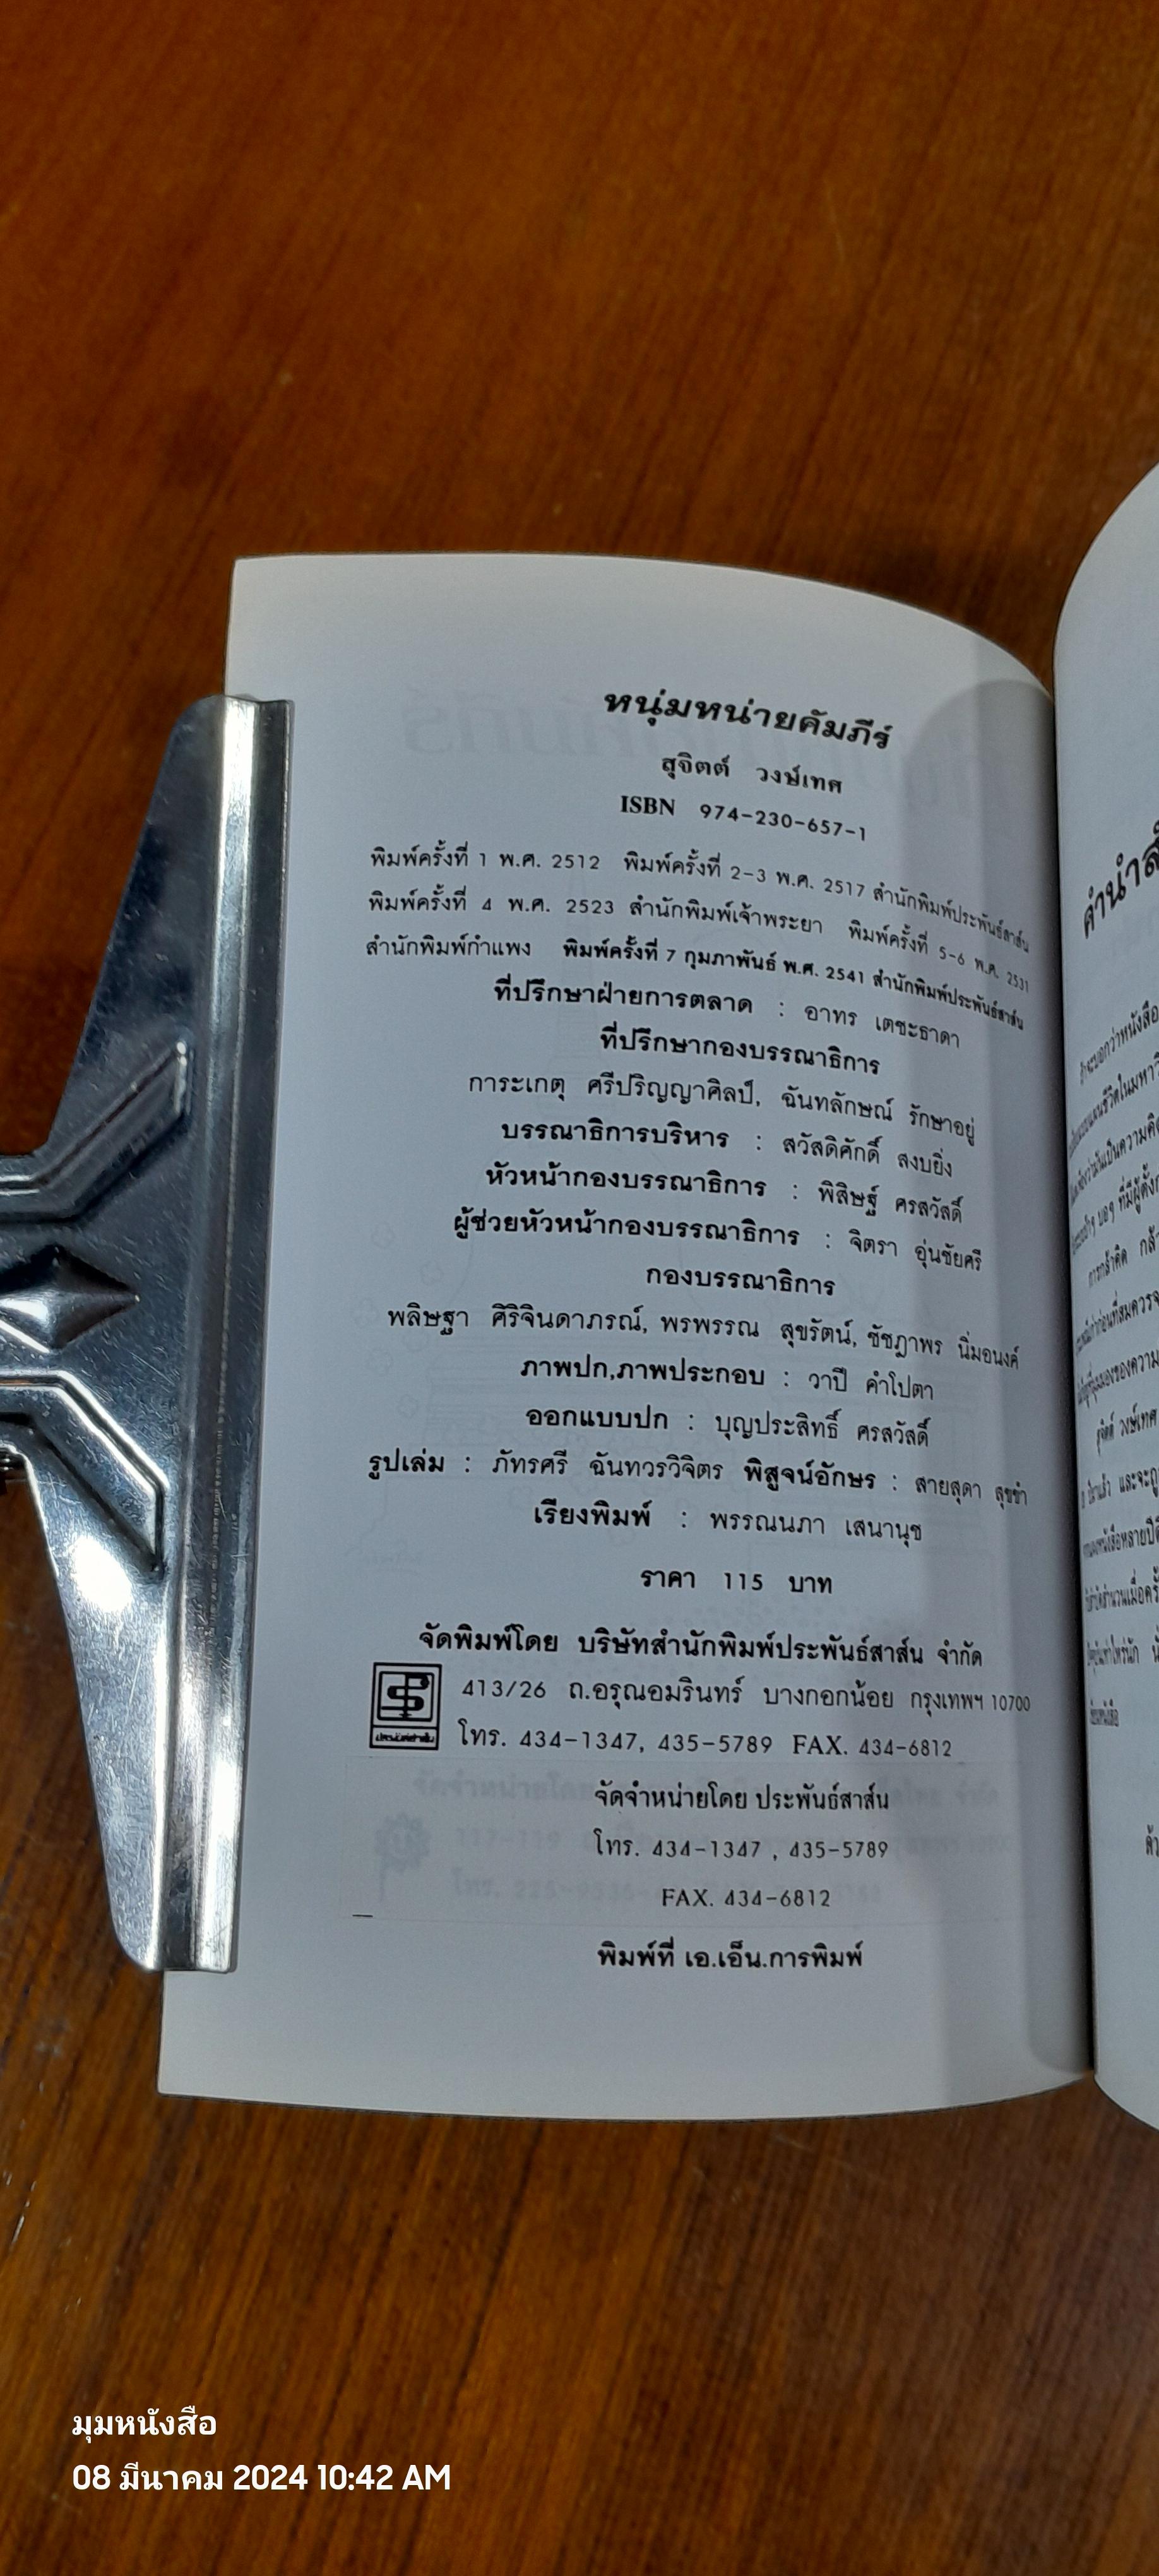 หนุ่มหน่ายคัมภีร์
สุจิตต์ วงษ์เทศ
ISBN 974-230-657-1
พิมพ์ครั้งที่ 1 พ.ศ. 2512 พิมพ์ครั้งที่ 2-3 พ.ศ. 2517 สำนักพิมพ์ประพันธ์สาส์น
พิมพ์ครั้งที่ 4 พ.ศ. 2523 สำนักพิมพ์เจ้าพระยา พิมพ์ครั้งที่ 5-6 พ.ศ. 2531
สำนักพิมพ์กำแพง พิมพ์ครั้งที่ 7 กุมภาพันธ์ พ.ศ. 2541 สำนักพิมพ์ประพันธ์สาส์น
ที่ปรึกษาฝ่ายการตลาด : อาทร เตชะธาดา
ที่ปรึกษากองบรรณาธิการ
การะเกตุ ศรีปริญญาศิลป์, ฉันทลักษณ์ รักษาอยู่
บรรณาธิการบริหาร : สวัสดิศักดิ์ สงบยิ่ง
หัวหน้ากองบรรณาธิการ : พิสิษฐ์ ศรสวัสดิ์
ผู้ช่วยหัวหน้ากองบรรณาธิการ : จิตรา อุ่นชัยศรี
กองบรรณาธิการ
พลิษฐา ศิริจินดาภรณ์, พรพรรณ สุขรัตน์, ชัชฎาพร นิ่มอนงค์
ภาพปก,ภาพประกอบ : วาปี คำโปตา
ออกแบบปก : บุญประสิทธิ์ ศรสวัสดิ์
รูปเล่ม : ภัทรศรี ฉันทวรวิจิตร พิสูจน์อักษร : สายสุดา สุขขำ
เรียงพิมพ์ : พรรณนภา เสนานุช
ราคา 115 บาท
จัดพิมพ์โดย บริษัทสำนักพิมพ์ประพันธ์สาส์น จำกัด
ประพันธ์สาส์น
413/26 ถ.อรุณอมรินทร์ บางกอกน้อย กรุงเทพฯ 10700
โทร. 434-1347, 435-5789 FAX. 434-6812
จัดจำหน่ายโดย ประพันธ์สาส์น
โทร. 434-1347 , 435-5789
FAX. 434-6812
พิมพ์ที่ เอ.เอ็น.การพิมพ์
มุมหนังสือ
08 มีนาคม 2024 10:42 AM